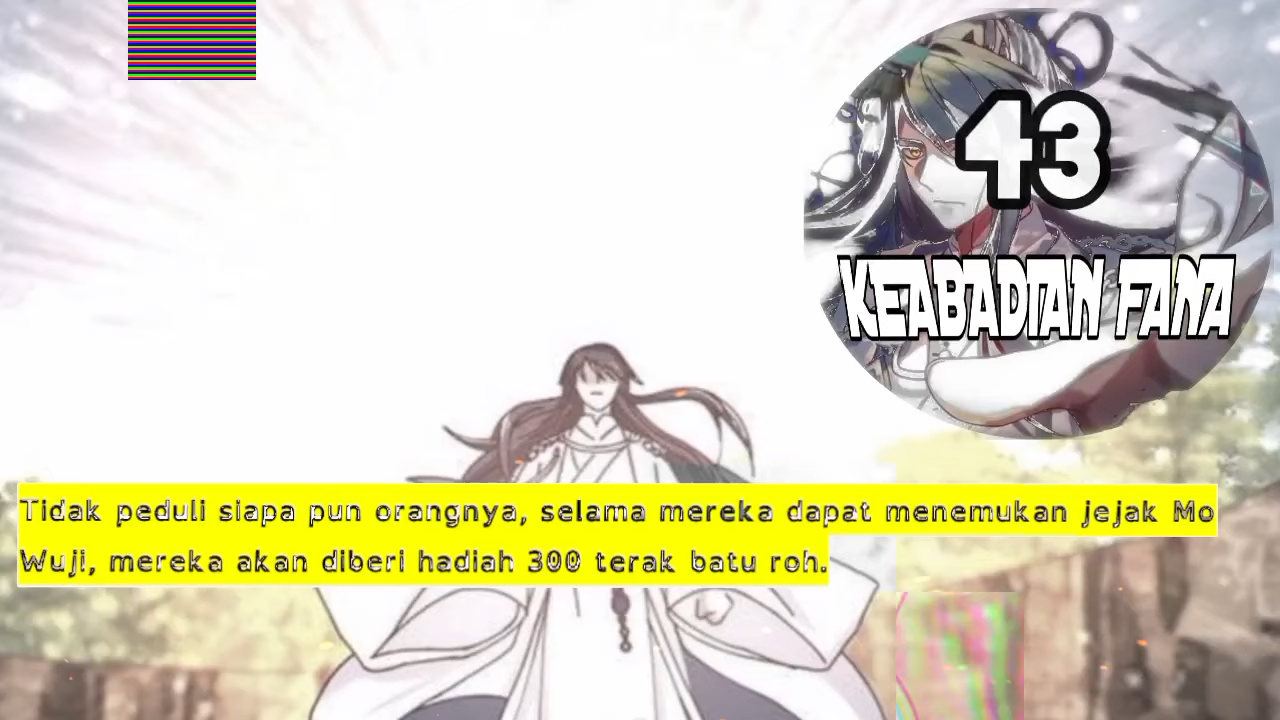 43
KEABADIAN FANA
Tidak peduli siapa pun orangnya, selama mereka dapat menemukan jejak Mo
Wuji, mereka akan diberi hadiah 300 terak batu roh.